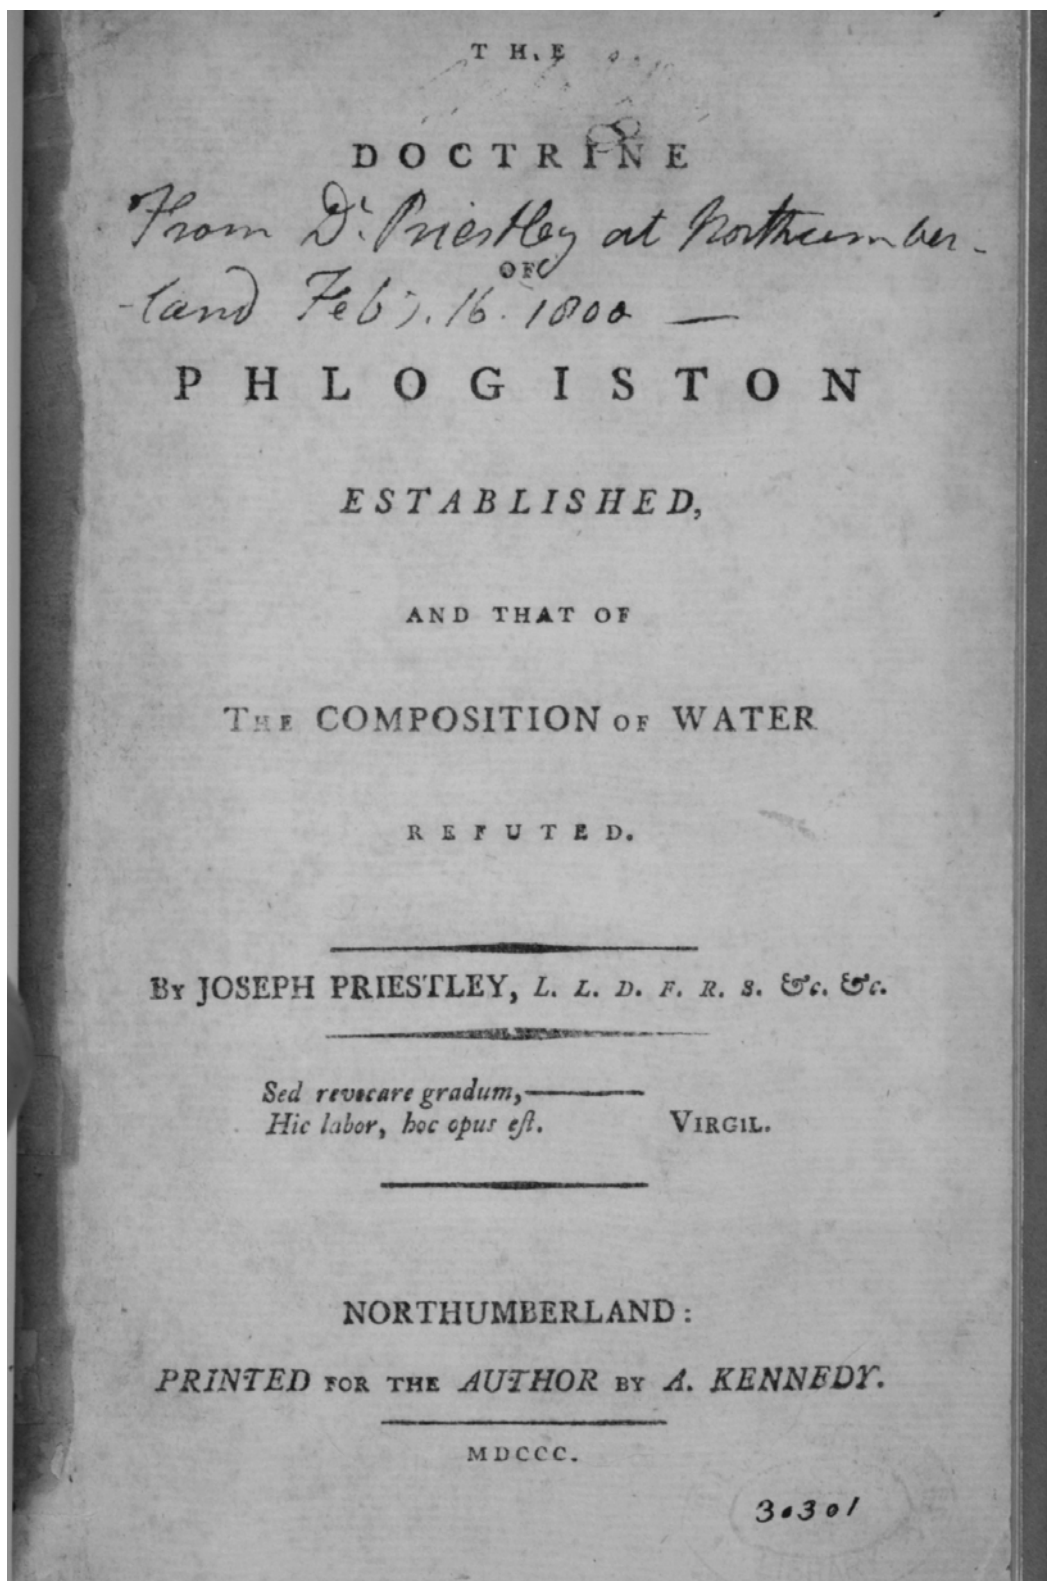 THE
DOCTRINE
From Dr. Priestley at Northumber-
OF
-land Feby. 16. 1800 —
PHLOGISTON
ESTABLISHED,
AND THAT OF
THE COMPOSITION OF WATER
REFUTED.
BY JOSEPH PRIESTLEY, L. L. D. F. R. S. &c. &c.
Sed revocare gradum,——
Hic labor, hoc opus eſt. VIRGIL.
NORTHUMBERLAND:
PRINTED FOR THE AUTHOR BY A. KENNEDY.
MDCCC.
30301